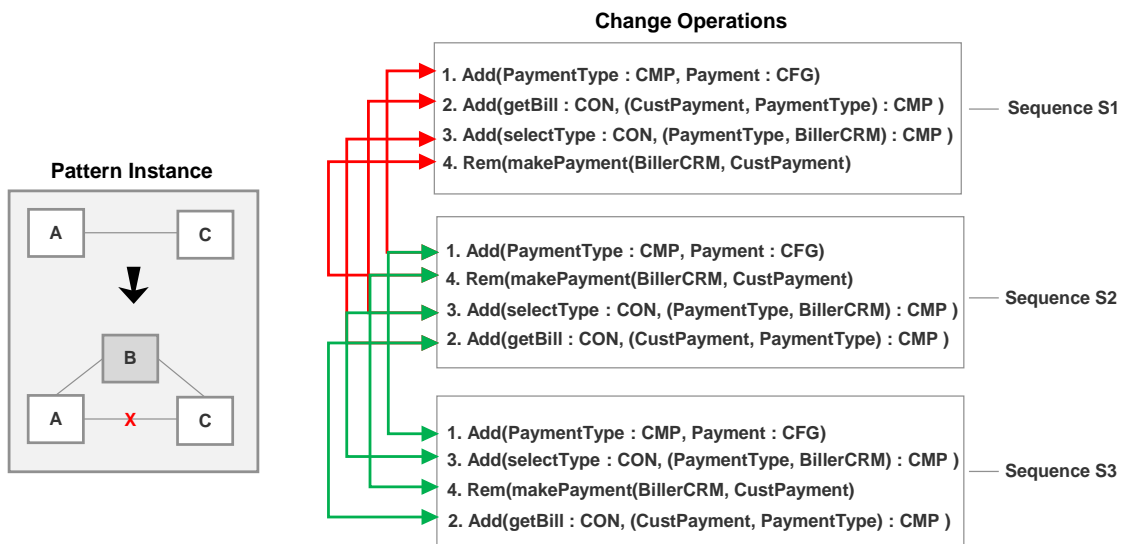 Change Operations
1. Add(PaymentType : CMP, Payment : CFG)
2. Add(getBill : CON, (CustPayment, PaymentType) : CMP )
3. Add(selectType : CON, (PaymentType, BillerCRM) : CMP )
4. Rem(makePayment(BillerCRM, CustPayment)
Sequence S1
Pattern Instance
A
C
B
A
X
C
1. Add(PaymentType : CMP, Payment : CFG)
4. Rem(makePayment(BillerCRM, CustPayment)
3. Add(selectType : CON, (PaymentType, BillerCRM) : CMP )
2. Add(getBill : CON, (CustPayment, PaymentType) : CMP )
Sequence S2
1. Add(PaymentType : CMP, Payment : CFG)
3. Add(selectType : CON, (PaymentType, BillerCRM) : CMP )
4. Rem(makePayment(BillerCRM, CustPayment)
2. Add(getBill : CON, (CustPayment, PaymentType) : CMP )
Sequence S3